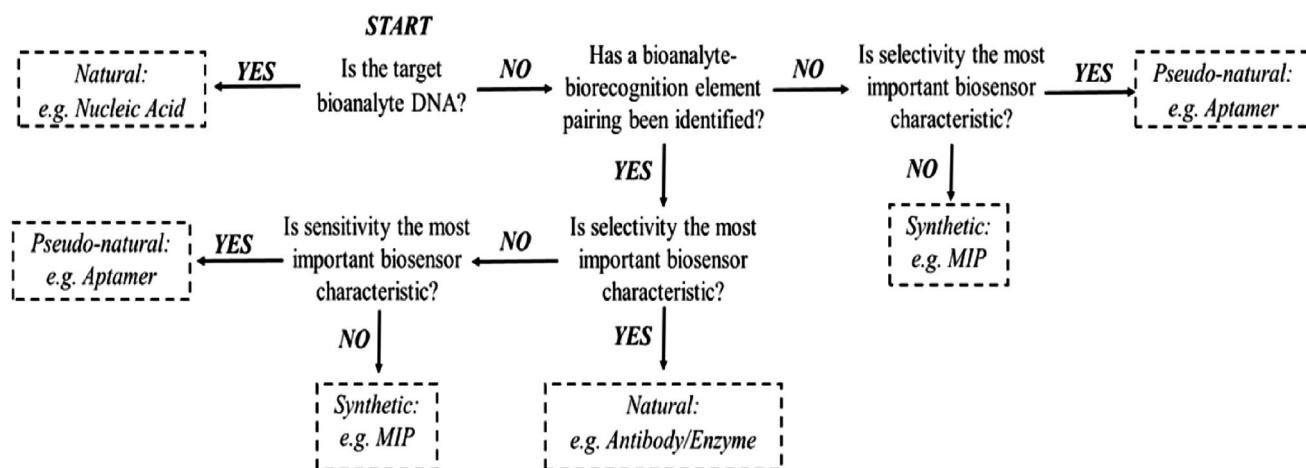 START
Is the target
bioanalyte DNA?
YES
Natural:
e.g. Nucleic Acid
NO
Has a bioanalyte-
biorecognition element
pairing been identified?
NO
Is selectivity the most
important biosensor
characteristic?
YES
Pseudo-natural:
e.g. Aptamer
NO
Synthetic:
e.g. MIP
YES
Is selectivity the most
important biosensor
characteristic?
NO
Is sensitivity the most
important biosensor
characteristic?
YES
Pseudo-natural:
e.g. Aptamer
NO
Synthetic:
e.g. MIP
YES
Natural:
e.g. Antibody/Enzyme